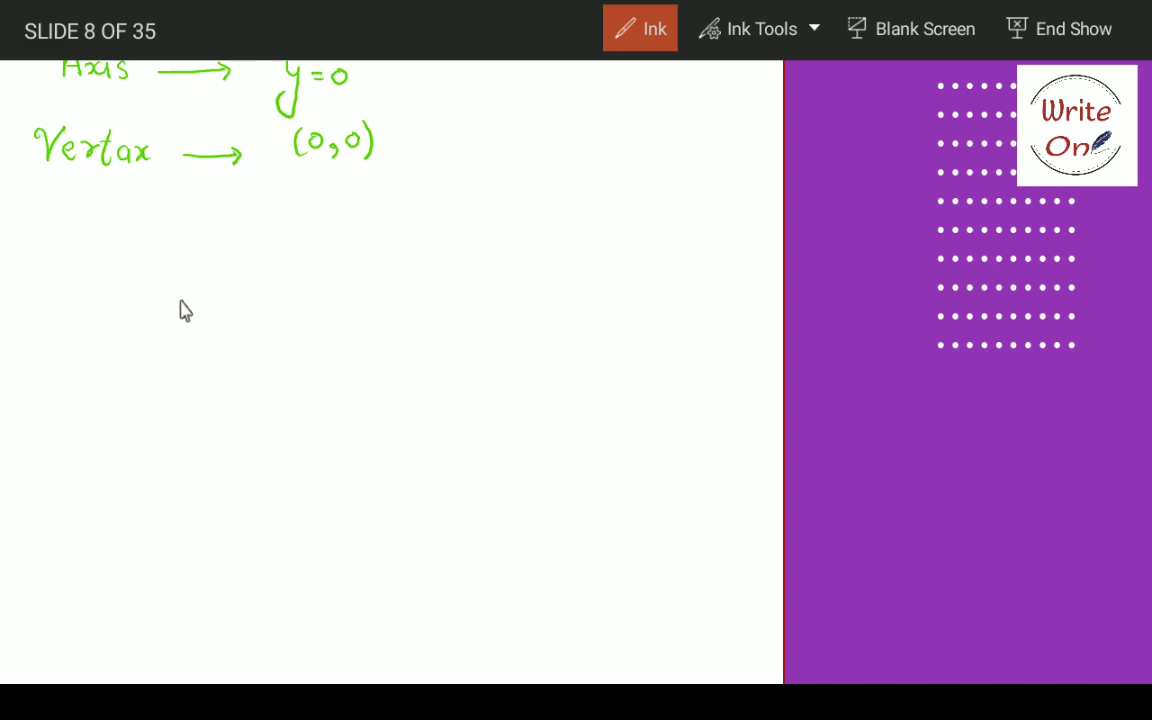 SLIDE 8 OF 35 Ink Ink Tools Blank Screen End Show
Axis → y = 0
Vertax → (0,0)
Write
On